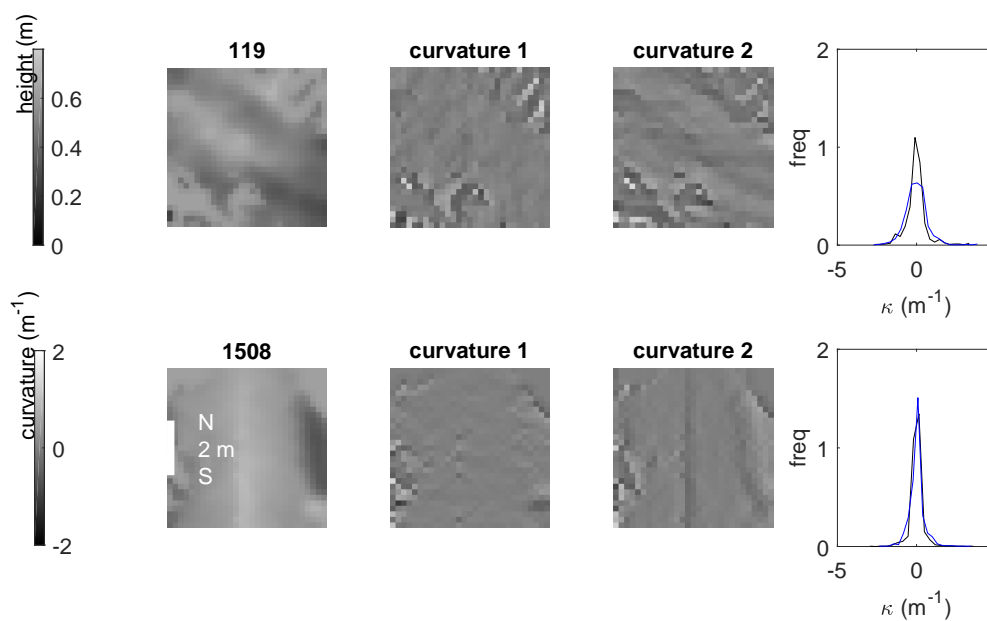 119
curvature 1
curvature 2
height (m)
0.6
0.4
0.2
0
2
1
0
freq
-5
0
κ (m-1)
1508
curvature 1
curvature 2
curvature (m-1)
2
0
-2
N
2 m
S
2
1
0
freq
-5
0
κ (m-1)